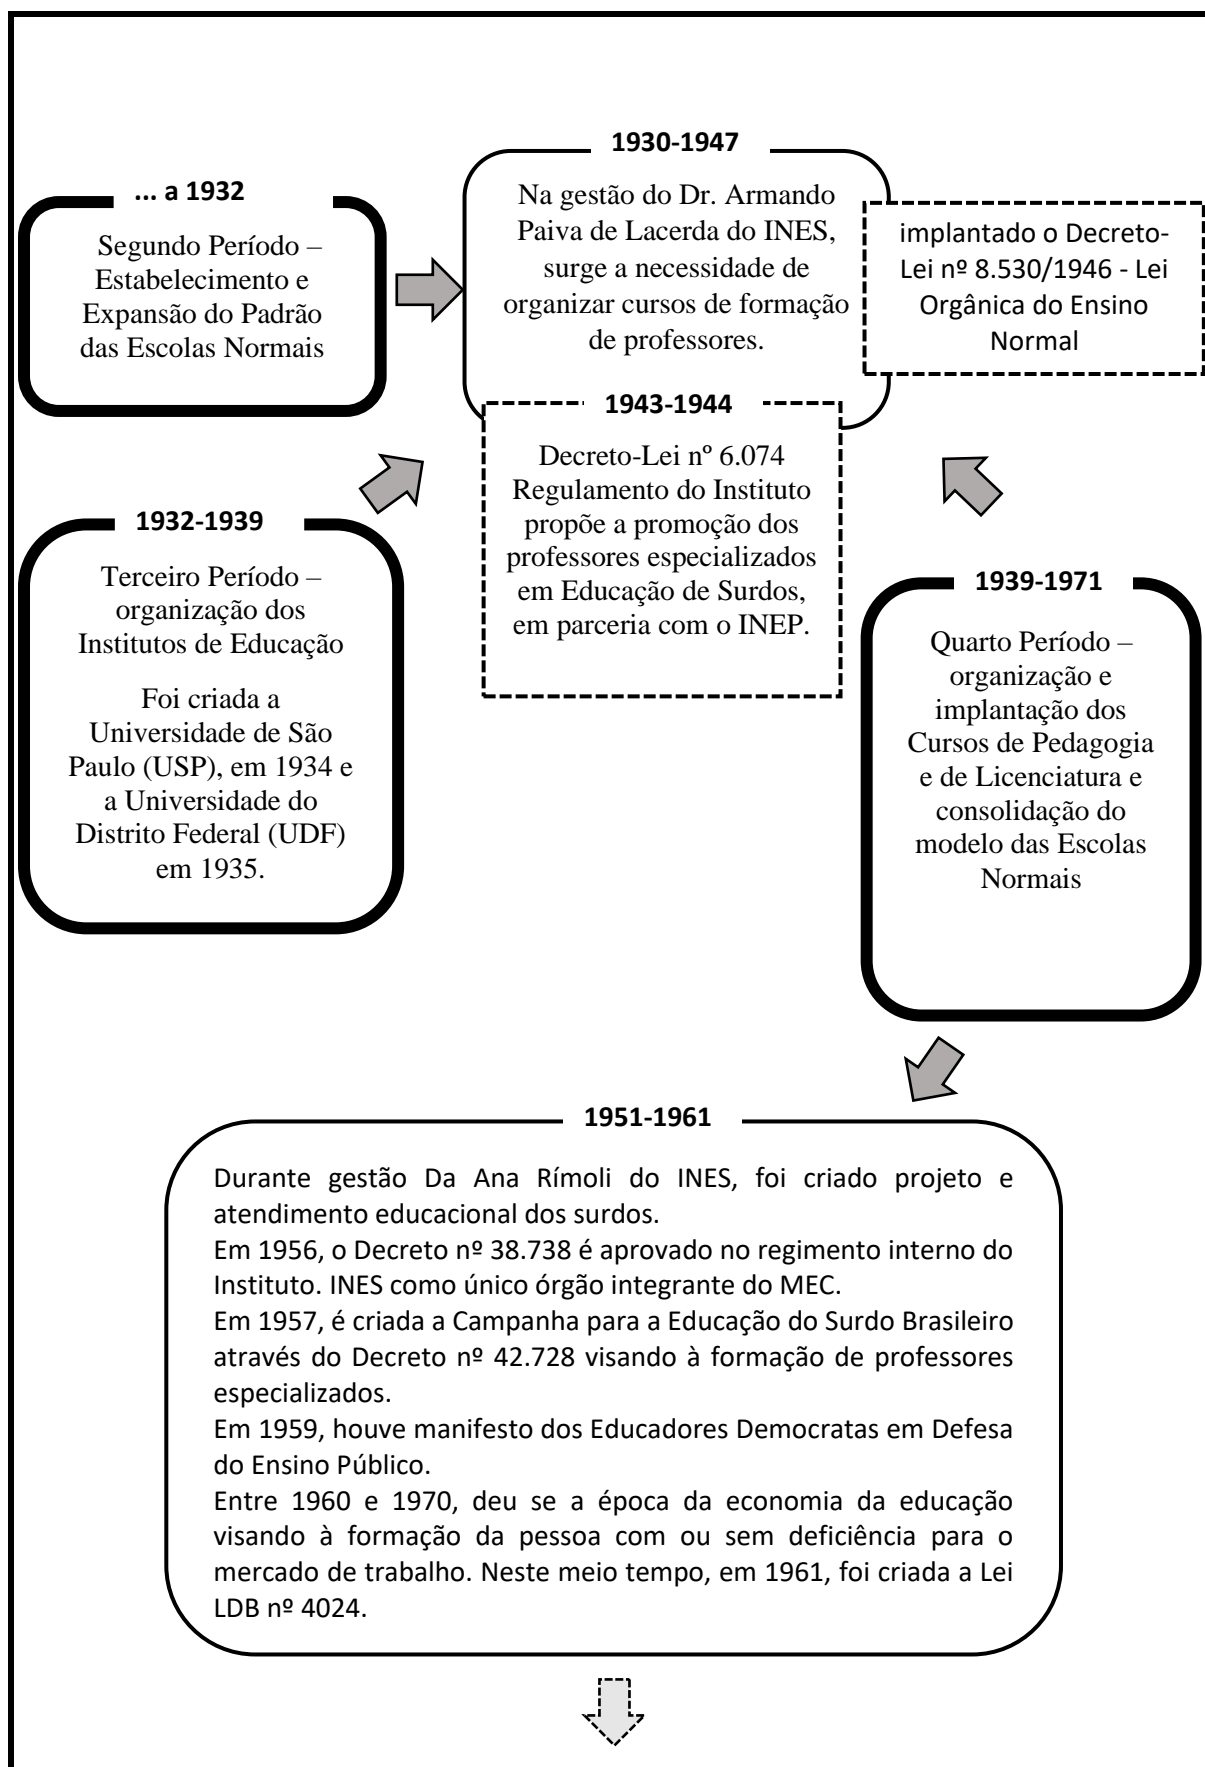 ... a 1932
Segundo Período –
Estabelecimento e
Expansão do Padrão
das Escolas Normais
1930-1947
Na gestão do Dr. Armando
Paiva de Lacerda do INES,
surge a necessidade de
organizar cursos de formação
de professores.
implantado o Decreto-
Lei nº 8.530/1946 - Lei
Orgânica do Ensino
Normal
1943-1944
Decreto-Lei nº 6.074
Regulamento do Instituto
propõe a promoção dos
professores especializados
em Educação de Surdos,
em parceria com o INEP.
1932-1939
Terceiro Período –
organização dos
Institutos de Educação
Foi criada a
Universidade de São
Paulo (USP), em 1934 e
a Universidade do
Distrito Federal (UDF)
em 1935.
1939-1971
Quarto Período –
organização e
implantação dos
Cursos de Pedagogia
e de Licenciatura e
consolidação do
modelo das Escolas
Normais
1951-1961
Durante gestão Da Ana Rímoli do INES, foi criado projeto e
atendimento educacional dos surdos.
Em 1956, o Decreto nº 38.738 é aprovado no regimento interno do
Instituto. INES como único órgão integrante do MEC.
Em 1957, é criada a Campanha para a Educação do Surdo Brasileiro
através do Decreto nº 42.728 visando à formação de professores
especializados.
Em 1959, houve manifesto dos Educadores Democratas em Defesa
do Ensino Público.
Entre 1960 e 1970, deu se a época da economia da educação
visando à formação da pessoa com ou sem deficiência para o
mercado de trabalho. Neste meio tempo, em 1961, foi criada a Lei
LDB nº 4024.